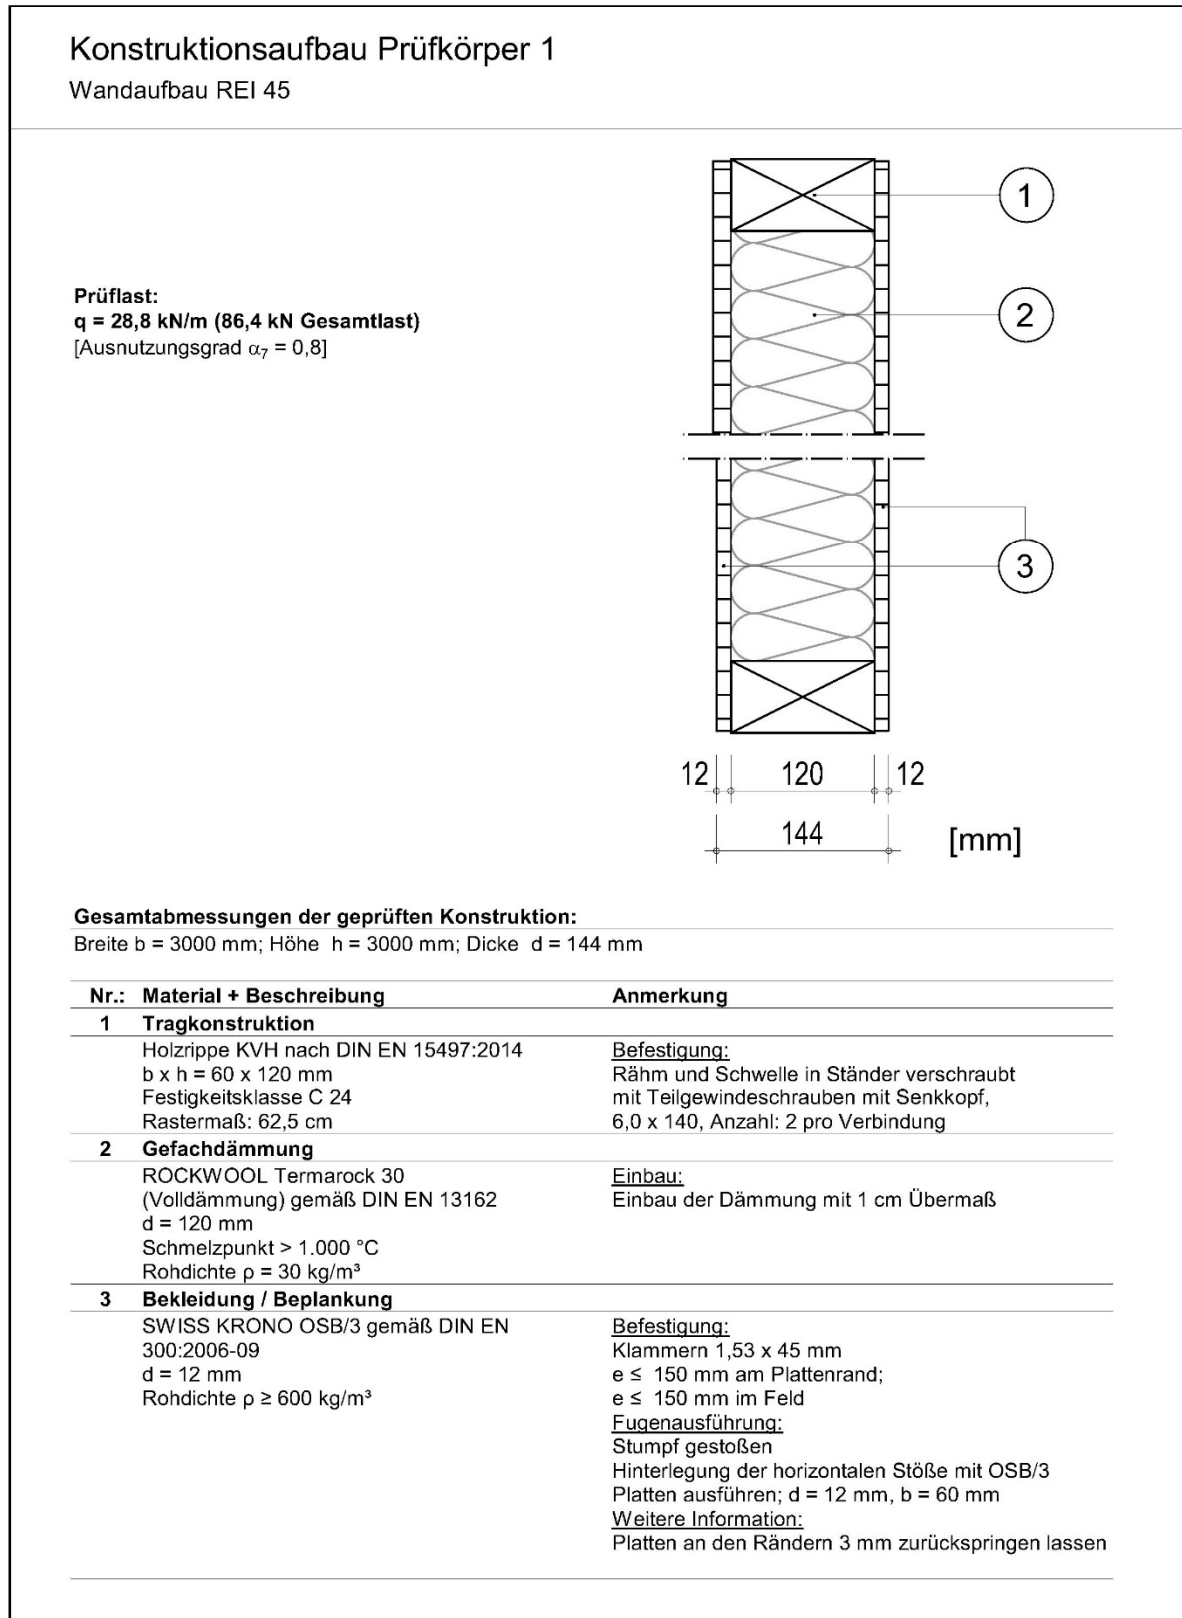 Konstruktionsaufbau Prüfkörper 1
Wandaufbau REI 45
1
Prüflast:
q = 28,8 kN/m (86,4 kN Gesamtlast)
[Ausnutzungsgrad α7 = 0,8]
2
3
12 120 12
144 [mm]
Gesamtabmessungen der geprüften Konstruktion:
Breite b = 3000 mm; Höhe h = 3000 mm; Dicke d = 144 mm
Nr.: Material + Beschreibung Anmerkung
1 Tragkonstruktion
Holzrippe KVH nach DIN EN 15497:2014 Befestigung:
b x h = 60 x 120 mm Rähm und Schwelle in Ständer verschraubt
Festigkeitsklasse C 24 mit Teilgewindeschrauben mit Senkkopf,
Rastermaß: 62,5 cm 6,0 x 140, Anzahl: 2 pro Verbindung
2 Gefachdämmung
ROCKWOOL Termarock 30 Einbau:
(Volldämmung) gemäß DIN EN 13162 Einbau der Dämmung mit 1 cm Übermaß
d = 120 mm
Schmelzpunkt > 1.000 °C
Rohdichte ρ = 30 kg/m³
3 Bekleidung / Beplankung
SWISS KRONO OSB/3 gemäß DIN EN Befestigung:
300:2006-09 Klammern 1,53 x 45 mm
d = 12 mm e ≤ 150 mm am Plattenrand;
Rohdichte ρ ≥ 600 kg/m³ e ≤ 150 mm im Feld
Fugenausführung:
Stumpf gestoßen
Hinterlegung der horizontalen Stöße mit OSB/3
Platten ausführen; d = 12 mm, b = 60 mm
Weitere Information:
Platten an den Rändern 3 mm zurückspringen lassen